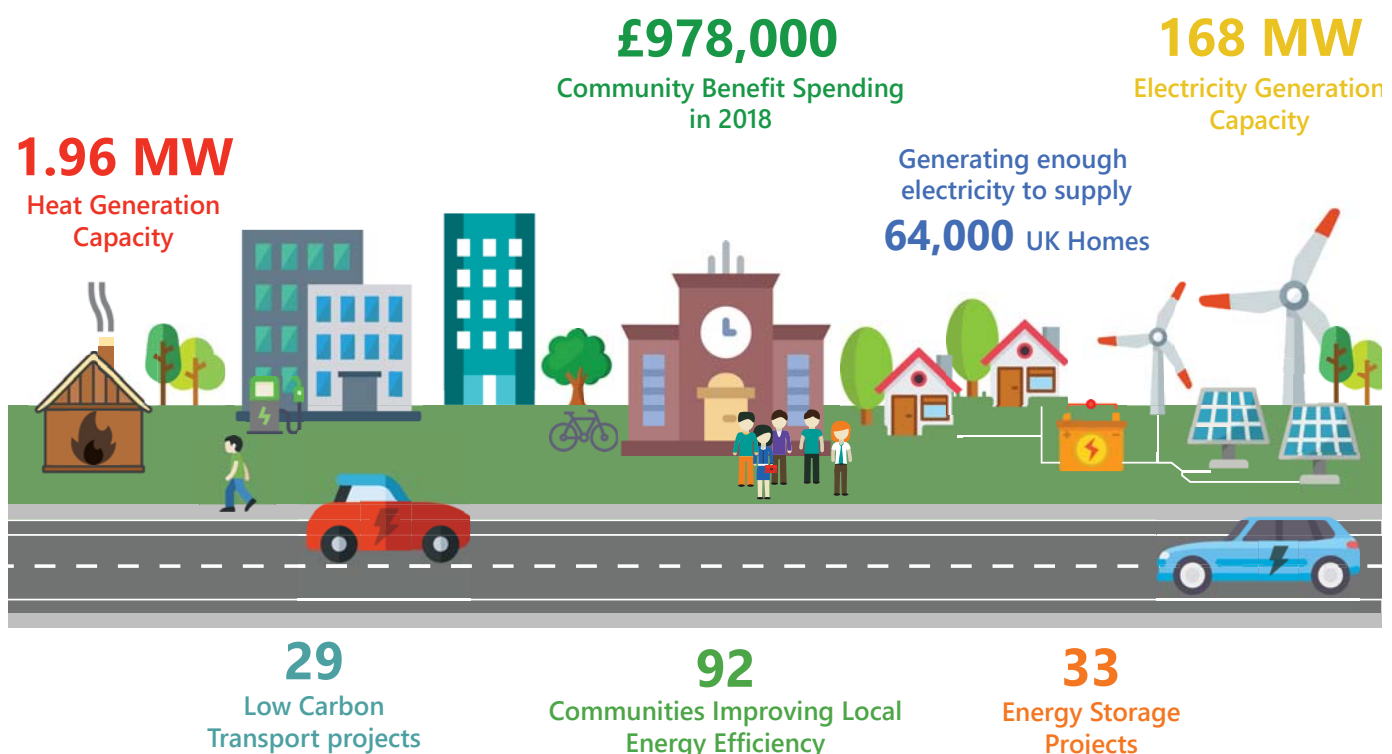 £978,000
Community Benefit Spending
in 2018
168 MW
Electricity Generation
Capacity
1.96 MW
Heat Generation
Capacity
Generating enough
electricity to supply
64,000 UK Homes
29
Low Carbon
Transport projects
92
Communities Improving Local
Energy Efficiency
33
Energy Storage
Projects